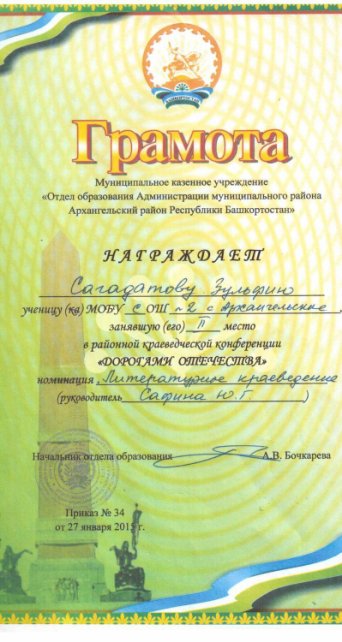 БАШКОРТОСТАН
Грамота
Муниципальное казенное учреждение
«Отдел образования Администрации муниципального района
Архангельский район Республики Башкортостан»
НАГРАЖДАЕТ
Сагадатову Зульфию
ученицу (ка) МОБУ СОШ №2 с Архангельское,
занявшую (его) II место
в районной краеведческой конференции
«ДОРОГАМИ ОТЕЧЕСТВА»
номинация „Литературное краеведение
(руководитель Сафина Ю.Г. )
Начальник отдела образования А.В. Бочкарева
Приказ № 34
от 27 января 2015 г.